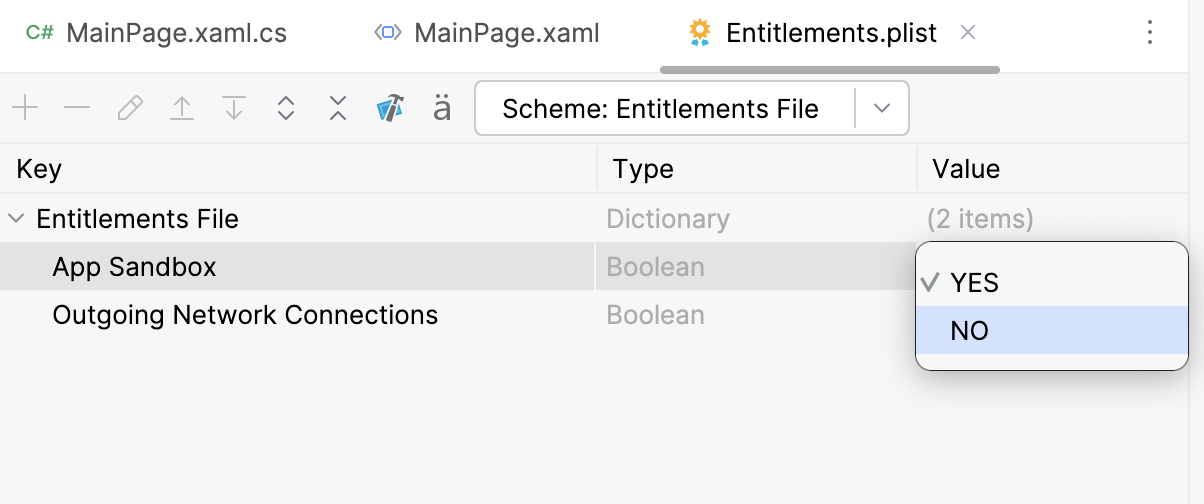 C# MainPage.xaml.cs MainPage.xaml Entitlements.plist
ä Scheme: Entitlements File
Key Type Value
Entitlements File Dictionary (2 items)
App Sandbox Boolean
YES
Outgoing Network Connections Boolean
NO